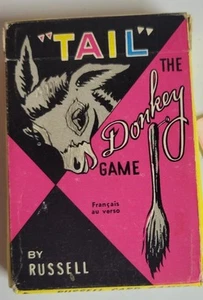 "TAIL"
THE
Donkey
GAME
Français
au verso
BY
RUSSELL